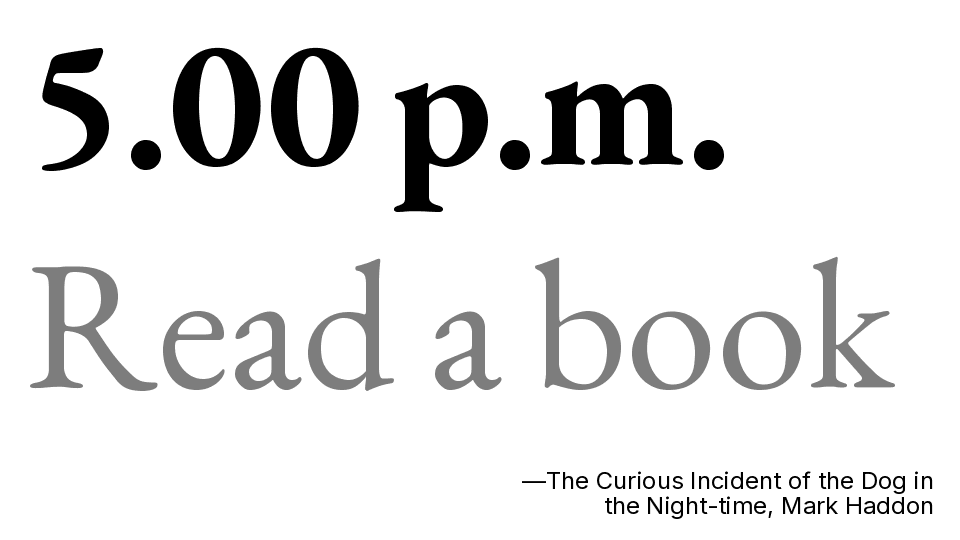 5.00 p.m.
Read a book
—The Curious Incident of the Dog in
the Night-time, Mark Haddon